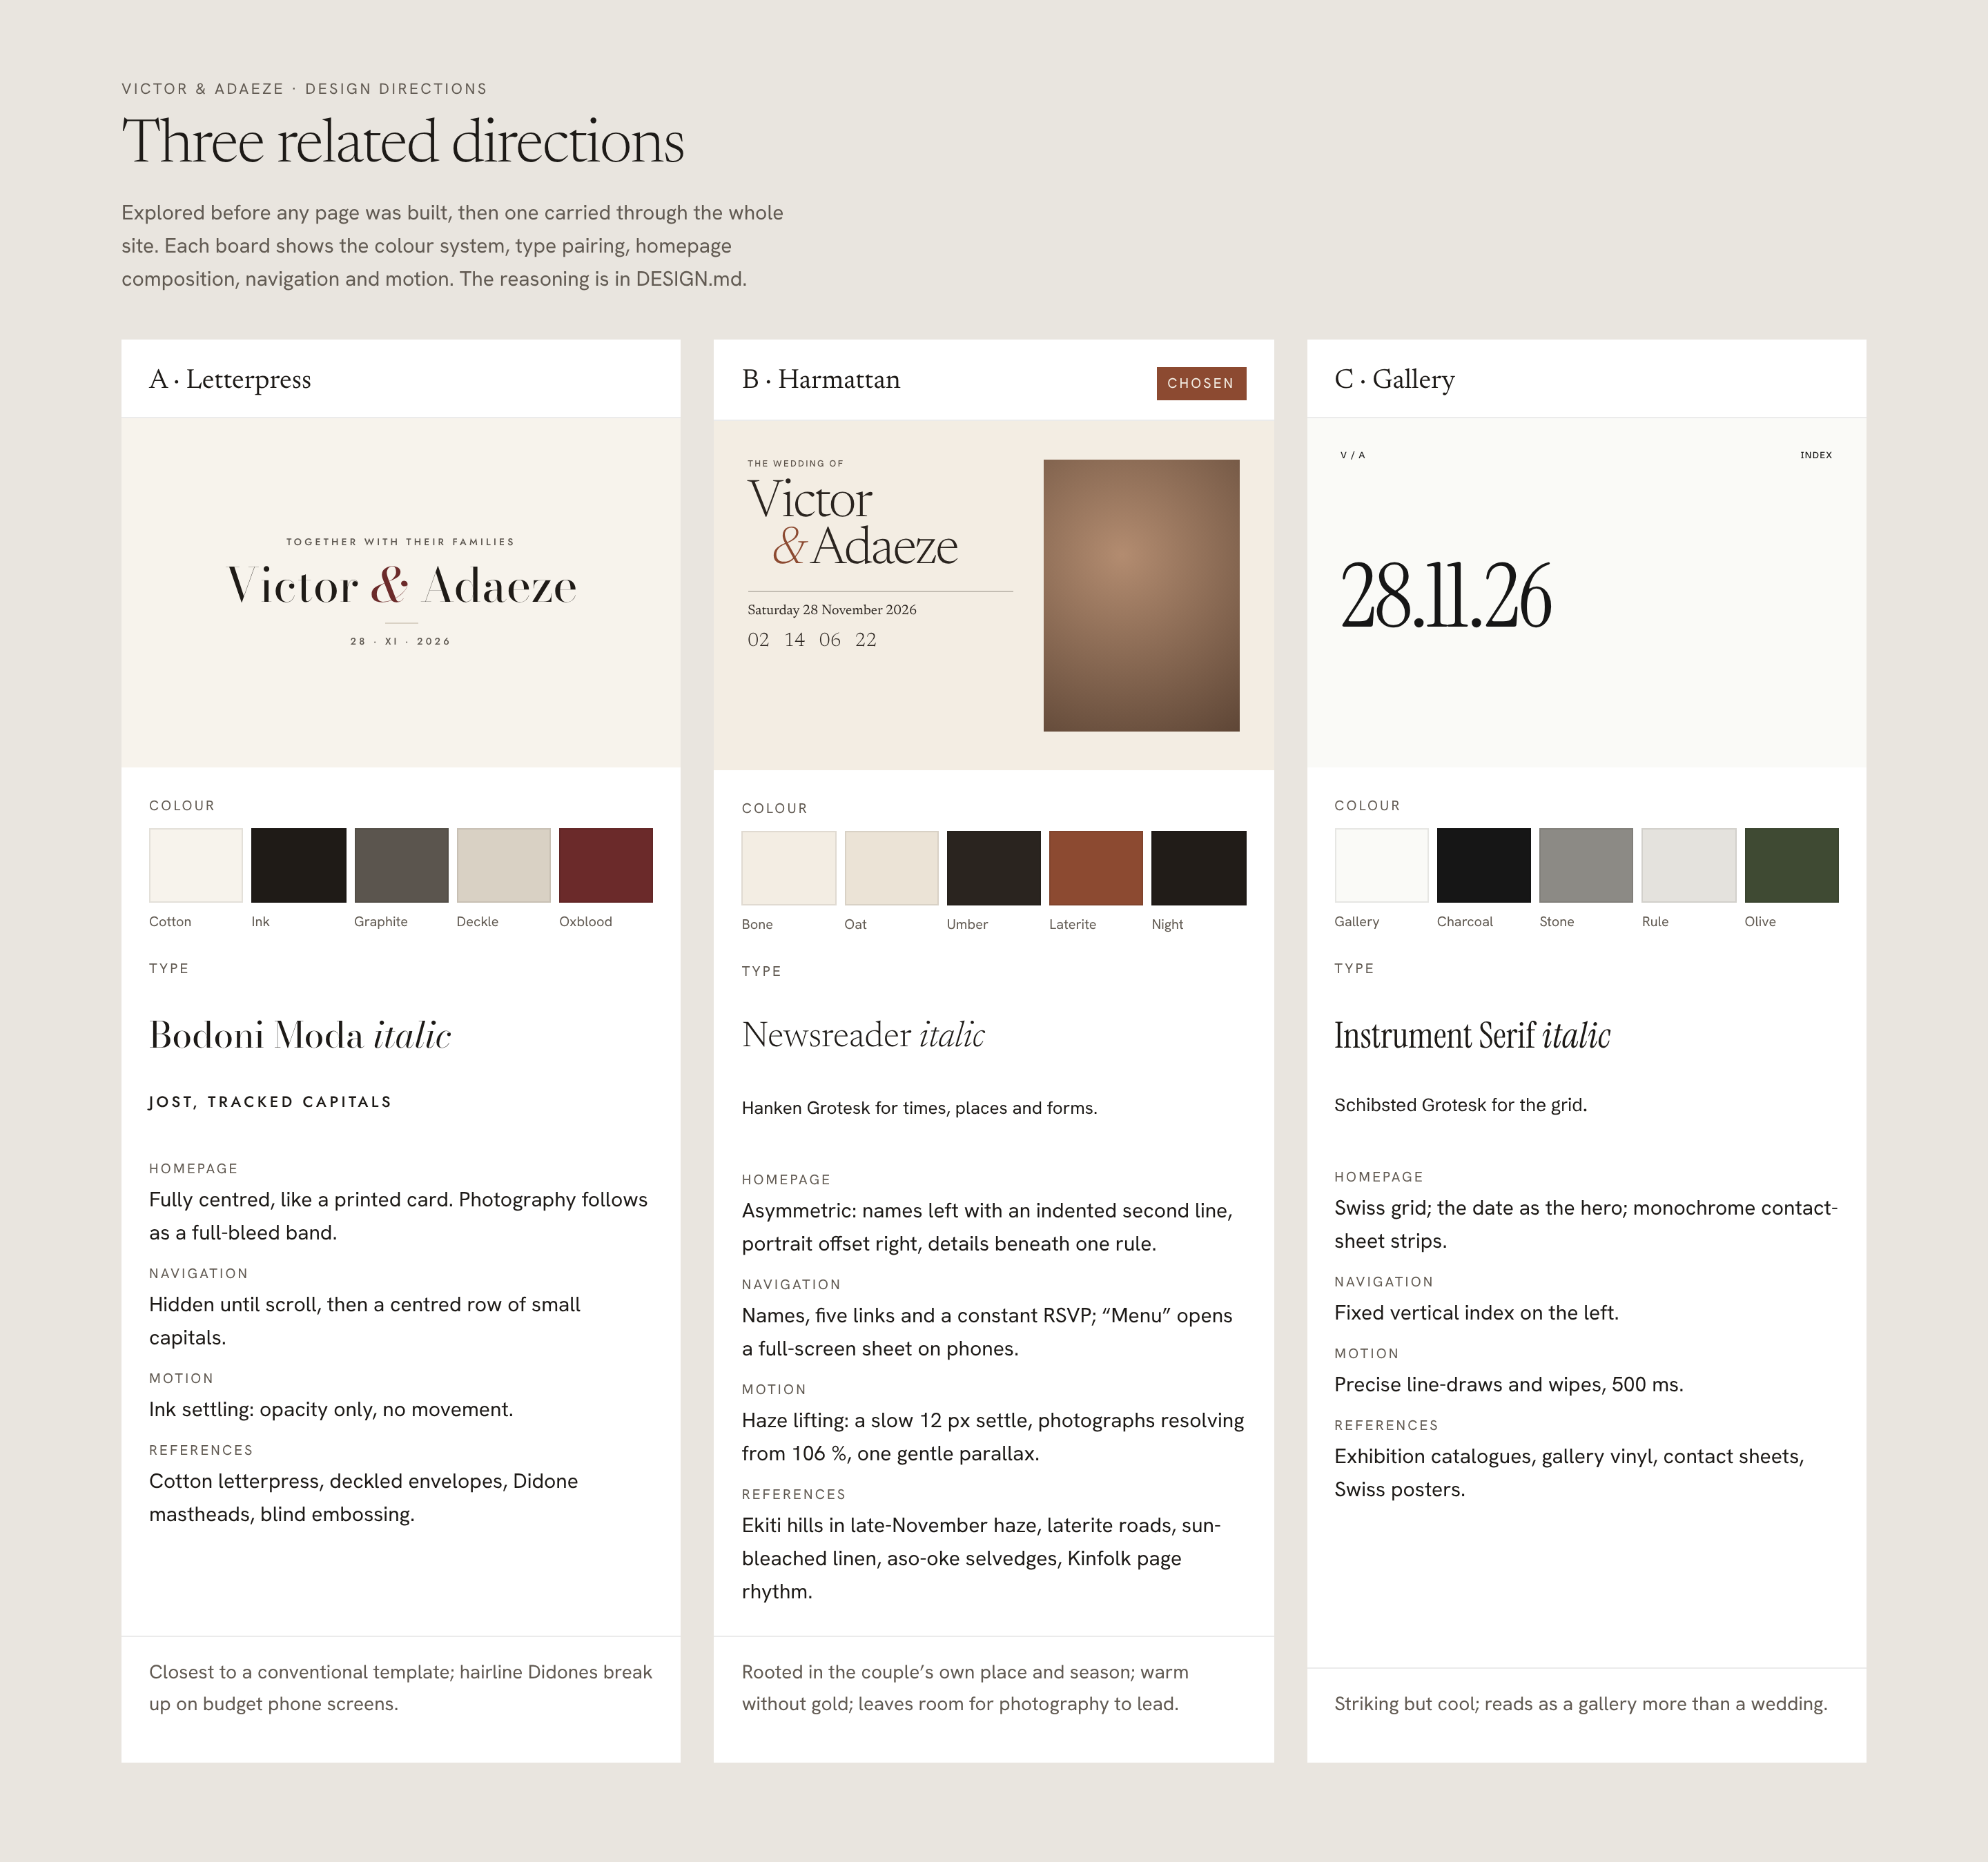 VICTOR & ADAEZE · DESIGN DIRECTIONS
Three related directions
Explored before any page was built, then one carried through the whole
site. Each board shows the colour system, type pairing, homepage
composition, navigation and motion. The reasoning is in DESIGN.md.
A · Letterpress
TOGETHER WITH THEIR FAMILIES
Victor & Adaeze
28 · XI · 2026
COLOUR
Cotton Ink Graphite Deckle Oxblood
TYPE
Bodoni Moda italic
JOST, TRACKED CAPITALS
HOMEPAGE
Fully centred, like a printed card. Photography follows
as a full-bleed band.
NAVIGATION
Hidden until scroll, then a centred row of small
capitals.
MOTION
Ink settling: opacity only, no movement.
REFERENCES
Cotton letterpress, deckled envelopes, Didone
mastheads, blind embossing.
Closest to a conventional template; hairline Didones break
up on budget phone screens.
B · Harmattan
CHOSEN
THE WEDDING OF
Victor
& Adaeze
Saturday 28 November 2026
02 14 06 22
COLOUR
Bone Oat Umber Laterite Night
TYPE
Newsreader italic
Hanken Grotesk for times, places and forms.
HOMEPAGE
Asymmetric: names left with an indented second line,
portrait offset right, details beneath one rule.
NAVIGATION
Names, five links and a constant RSVP; “Menu” opens
a full-screen sheet on phones.
MOTION
Haze lifting: a slow 12 px settle, photographs resolving
from 106 %, one gentle parallax.
REFERENCES
Ekiti hills in late-November haze, laterite roads, sun-
bleached linen, aso-oke selvedges, Kinfolk page
rhythm.
Rooted in the couple’s own place and season; warm
without gold; leaves room for photography to lead.
C · Gallery
V / A
INDEX
28.11.26
COLOUR
Gallery Charcoal Stone Rule Olive
TYPE
Instrument Serif italic
Schibsted Grotesk for the grid.
HOMEPAGE
Swiss grid; the date as the hero; monochrome contact-
sheet strips.
NAVIGATION
Fixed vertical index on the left.
MOTION
Precise line-draws and wipes, 500 ms.
REFERENCES
Exhibition catalogues, gallery vinyl, contact sheets,
Swiss posters.
Striking but cool; reads as a gallery more than a wedding.